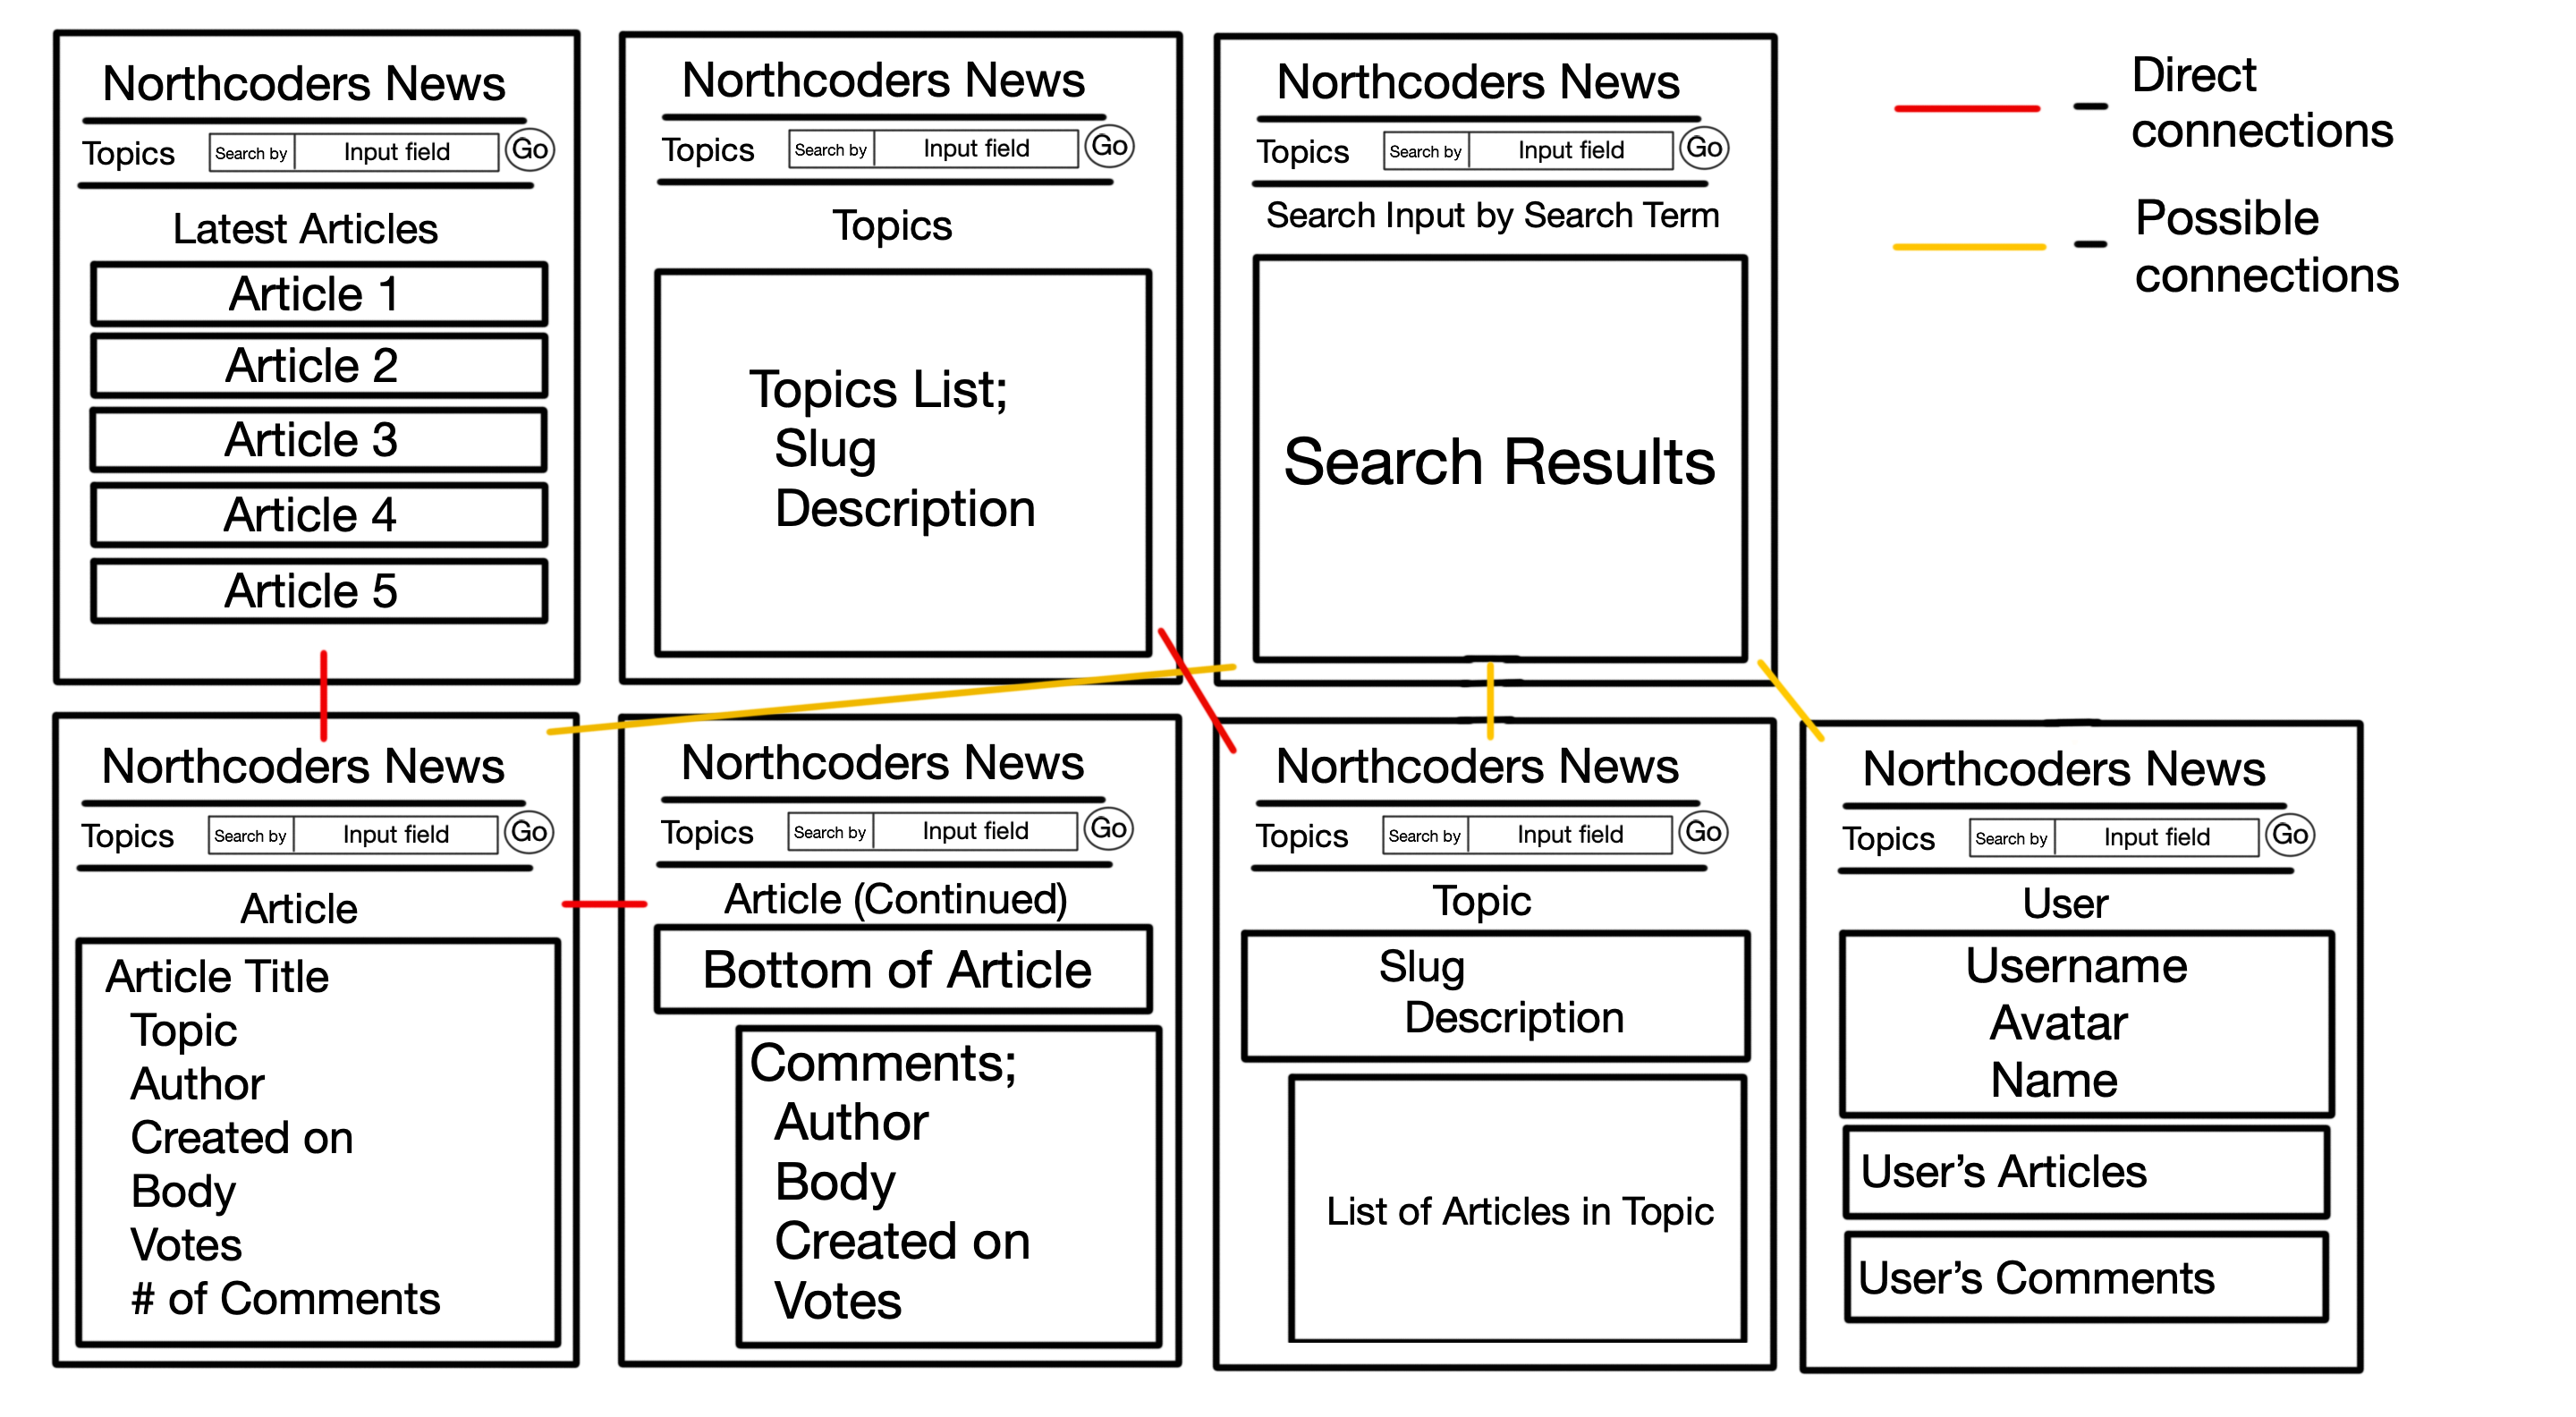 Northcoders News
Topics Search by Input field Go
Latest Articles
Article 1
Article 2
Article 3
Article 4
Article 5
Northcoders News
Topics Search by Input field Go
Topics
Topics List;
Slug
Description
Northcoders News
Topics Search by Input field Go
Search Input by Search Term
Search Results
- Direct
connections
- Possible
connections
Northcoders News
Topics Search by Input field Go
Article
Article Title
Topic
Author
Created on
Body
Votes
# of Comments
Northcoders News
Topics Search by Input field Go
Article (Continued)
Bottom of Article
Comments;
Author
Body
Created on
Votes
Northcoders News
Topics Search by Input field Go
Topic
Slug
Description
List of Articles in Topic
Northcoders News
Topics Search by Input field Go
User
Username
Avatar
Name
User’s Articles
User’s Comments